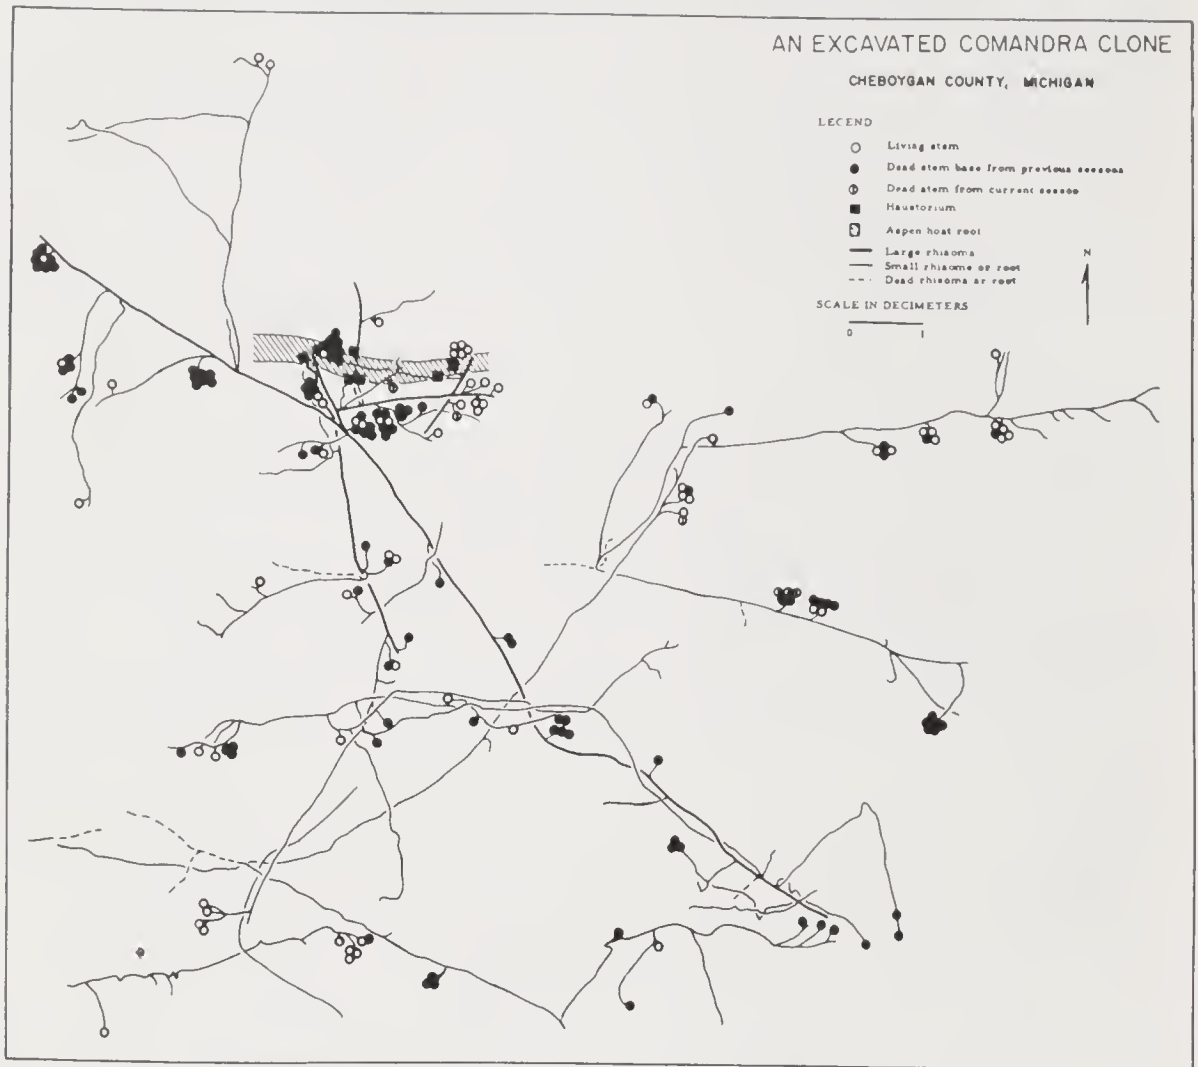 AN EXCAVATED COMANDRA CLONE
CHEBOYGAN COUNTY, MICHIGAN
LEGEND
Living stem
Dead stem base from previous seasons
Dead stem from current season
Haustorium
Aspen host root
Large rhizome
Small rhizome or root
Dead rhizome or root
SCALE IN DECIMETERS
0 1
N